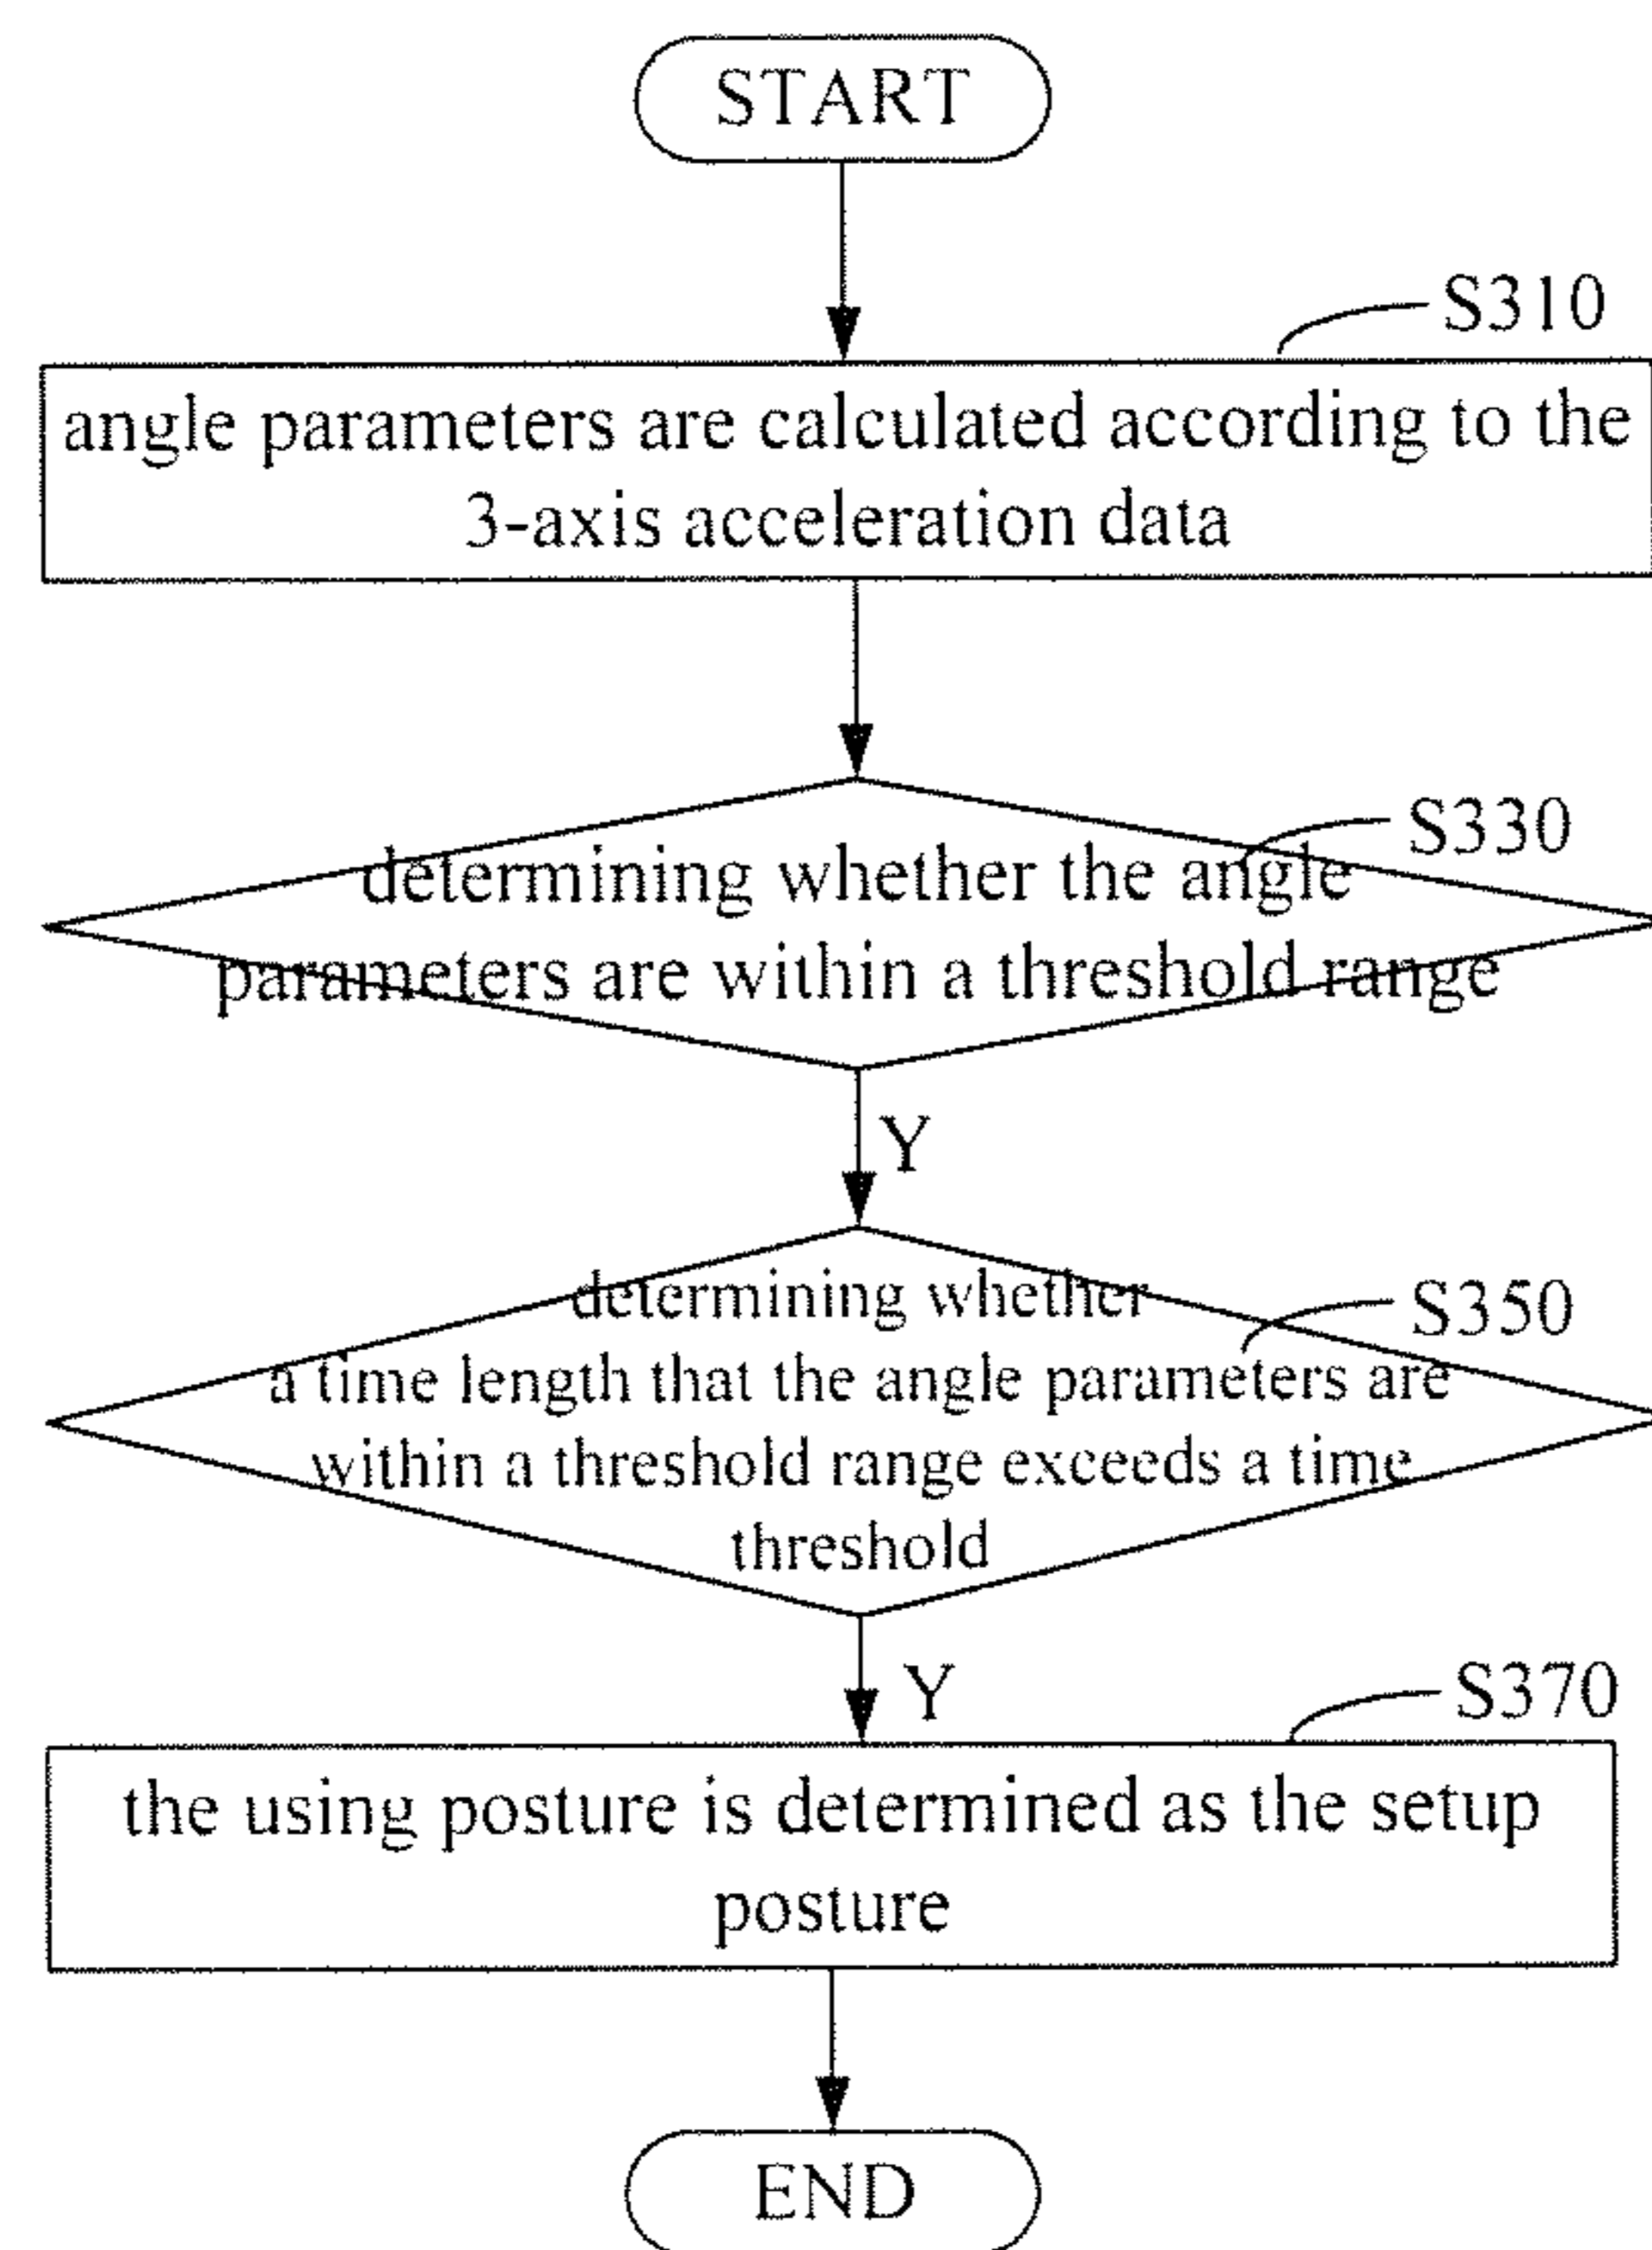 START
S310
angle parameters are calculated according to the
3-axis acceleration data
S330
determining whether the angle
parameters are within a threshold range
Y
determining whether
S350
a time length that the angle parameters are
within a threshold range exceeds a time
threshold
Y
S370
the using posture is determined as the setup
posture
END